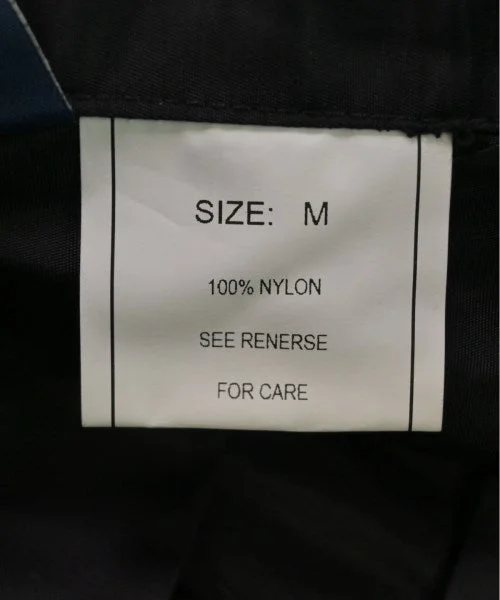 SIZE: M
100% NYLON
SEE RENERSE
FOR CARE